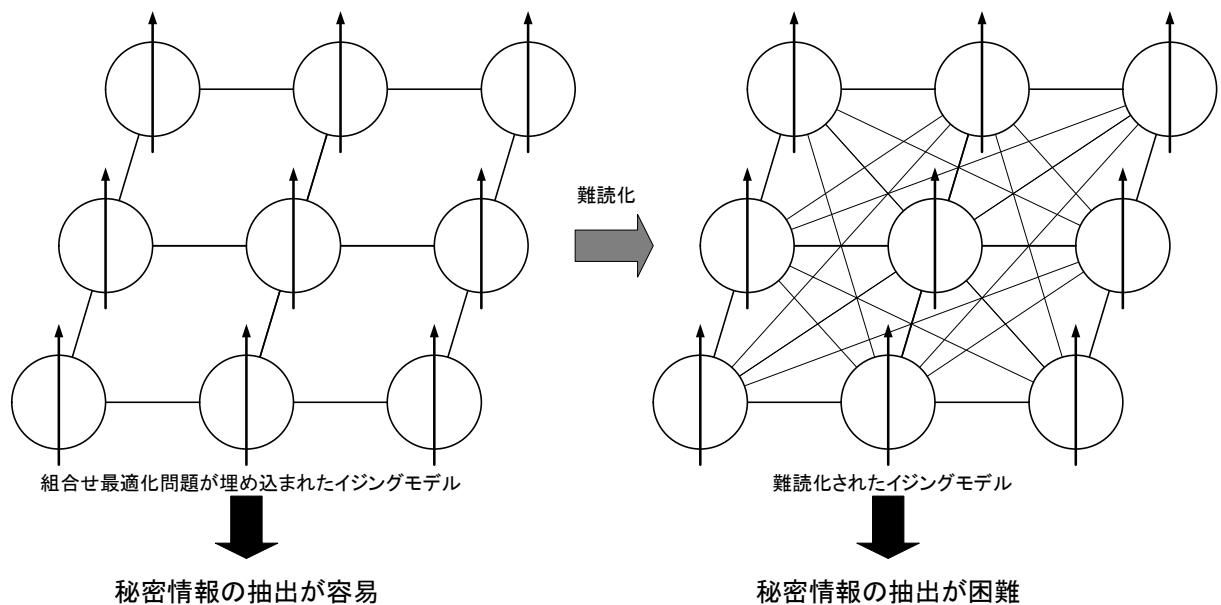 難読化
組合せ最適化問題が埋め込まれたイジングモデル
難読化されたイジングモデル
秘密情報の抽出が容易
秘密情報の抽出が困難